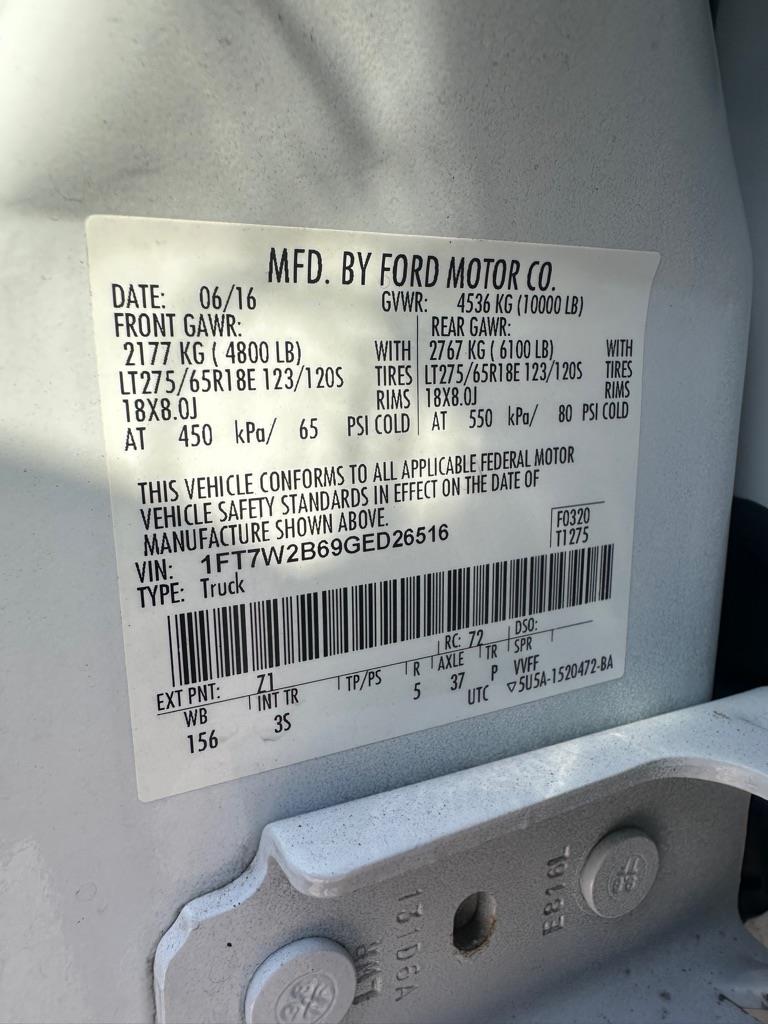 MFD. BY FORD MOTOR CO.
DATE: 06/16 GVWR: 4536 KG (10000 LB)
FRONT GAWR: REAR GAWR:
2177 KG ( 4800 LB) WITH 2767 KG ( 6100 LB) WITH
LT275/65R18E 123/120S TIRES LT275/65R18E 123/120S TIRES
18X8.0J RIMS 18X8.0J RIMS
AT 450 kPa/ 65 PSI COLD AT 550 kPa/ 80 PSI COLD
THIS VEHICLE CONFORMS TO ALL APPLICABLE FEDERAL MOTOR
VEHICLE SAFETY STANDARDS IN EFFECT ON THE DATE OF
MANUFACTURE SHOWN ABOVE.
VIN: 1FT7W2B69GED26516
F0320
T1275
TYPE: Truck
EXT PNT: Z1 RC: 72 DSO:
WB INT TR TP/PS R AXLE TR SPR
156 3S 5 37 P VVFF
UTC ▽5U5A-1520472-BA
E816L
131D6A